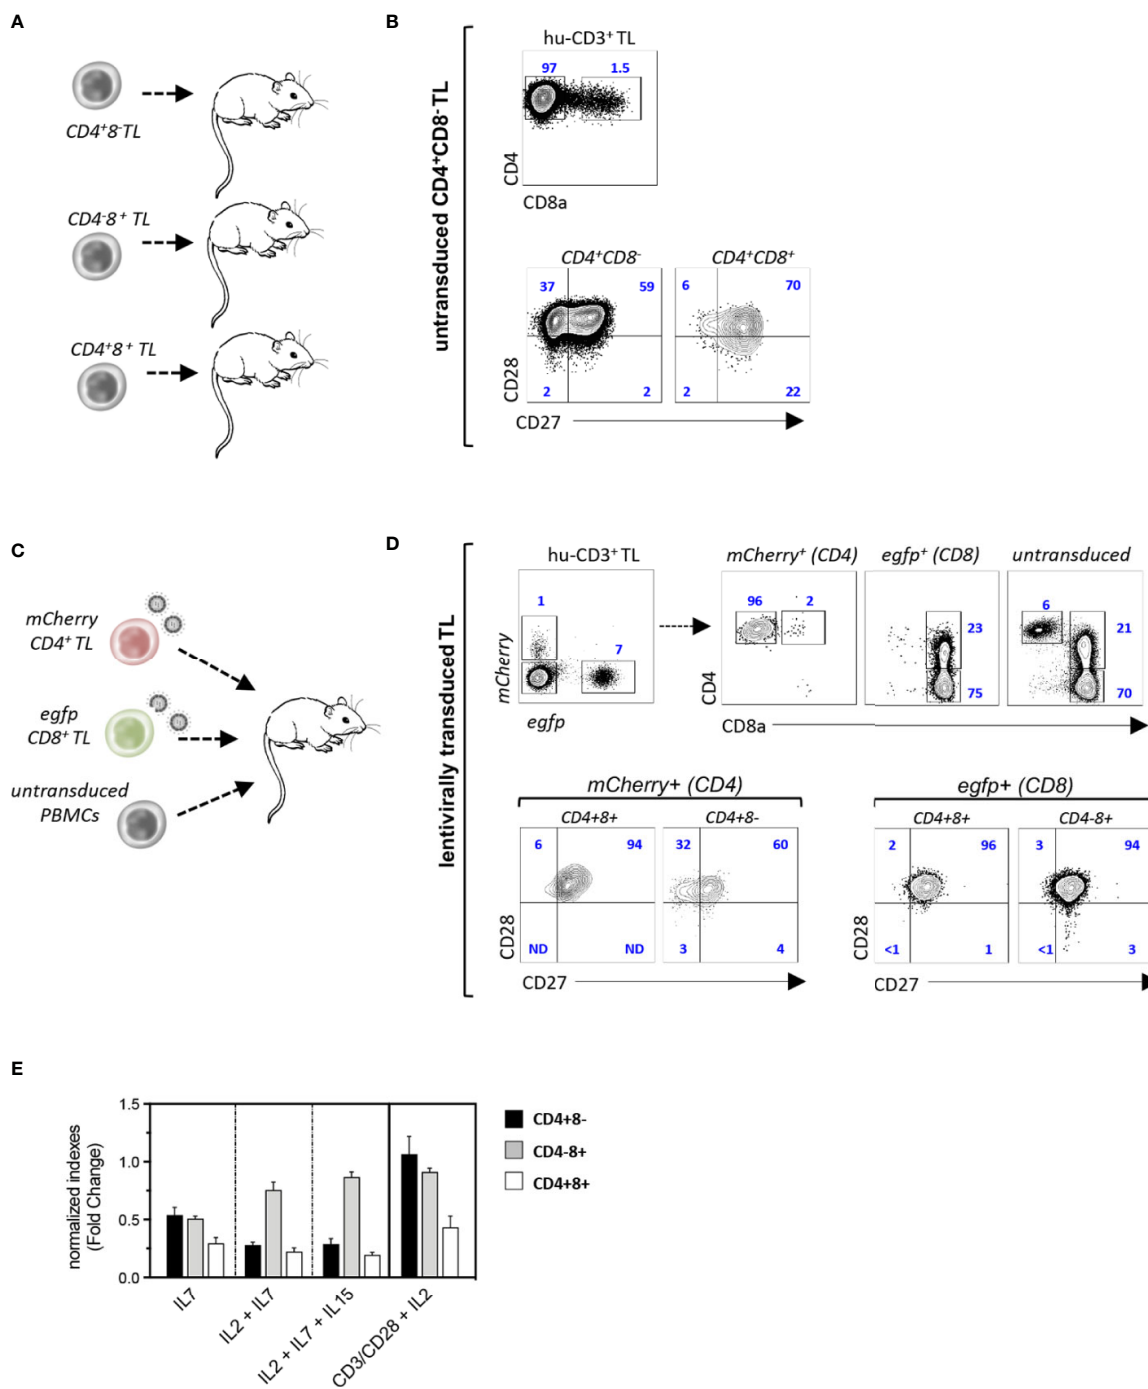 A
CD4+8-TL
CD4-8+ TL
CD4+8+ TL
B
untransduced CD4+CD8- TL
hu-CD3+ TL
97
1.5
CD4
CD8a
CD4+CD8-
CD4+CD8+
37
59
6
70
2
2
2
22
CD28
CD27
C
mCherry
CD4+ TL
egfp
CD8+ TL
untransduced
PBMCs
D
lentivirally transduced TL
hu-CD3+ TL
mCherry+ (CD4)
egfp+ (CD8)
untransduced
1
7
96
2
23
75
6
21
70
mCherry
egfp
CD4
CD8a
mCherry+ (CD4)
egfp+ (CD8)
CD4+8+
CD4+8-
CD4+8+
CD4-8+
6
94
32
60
2
96
3
94
ND
ND
3
4
<1
1
<1
3
CD28
CD27
CD28
CD27
E
normalized indexes
(Fold Change)
1.5
1.0
0.5
0.0
IL7
IL2 + IL7
IL2 + IL7 + IL15
CD3/CD28 + IL2
CD4+8-
CD4-8+
CD4+8+